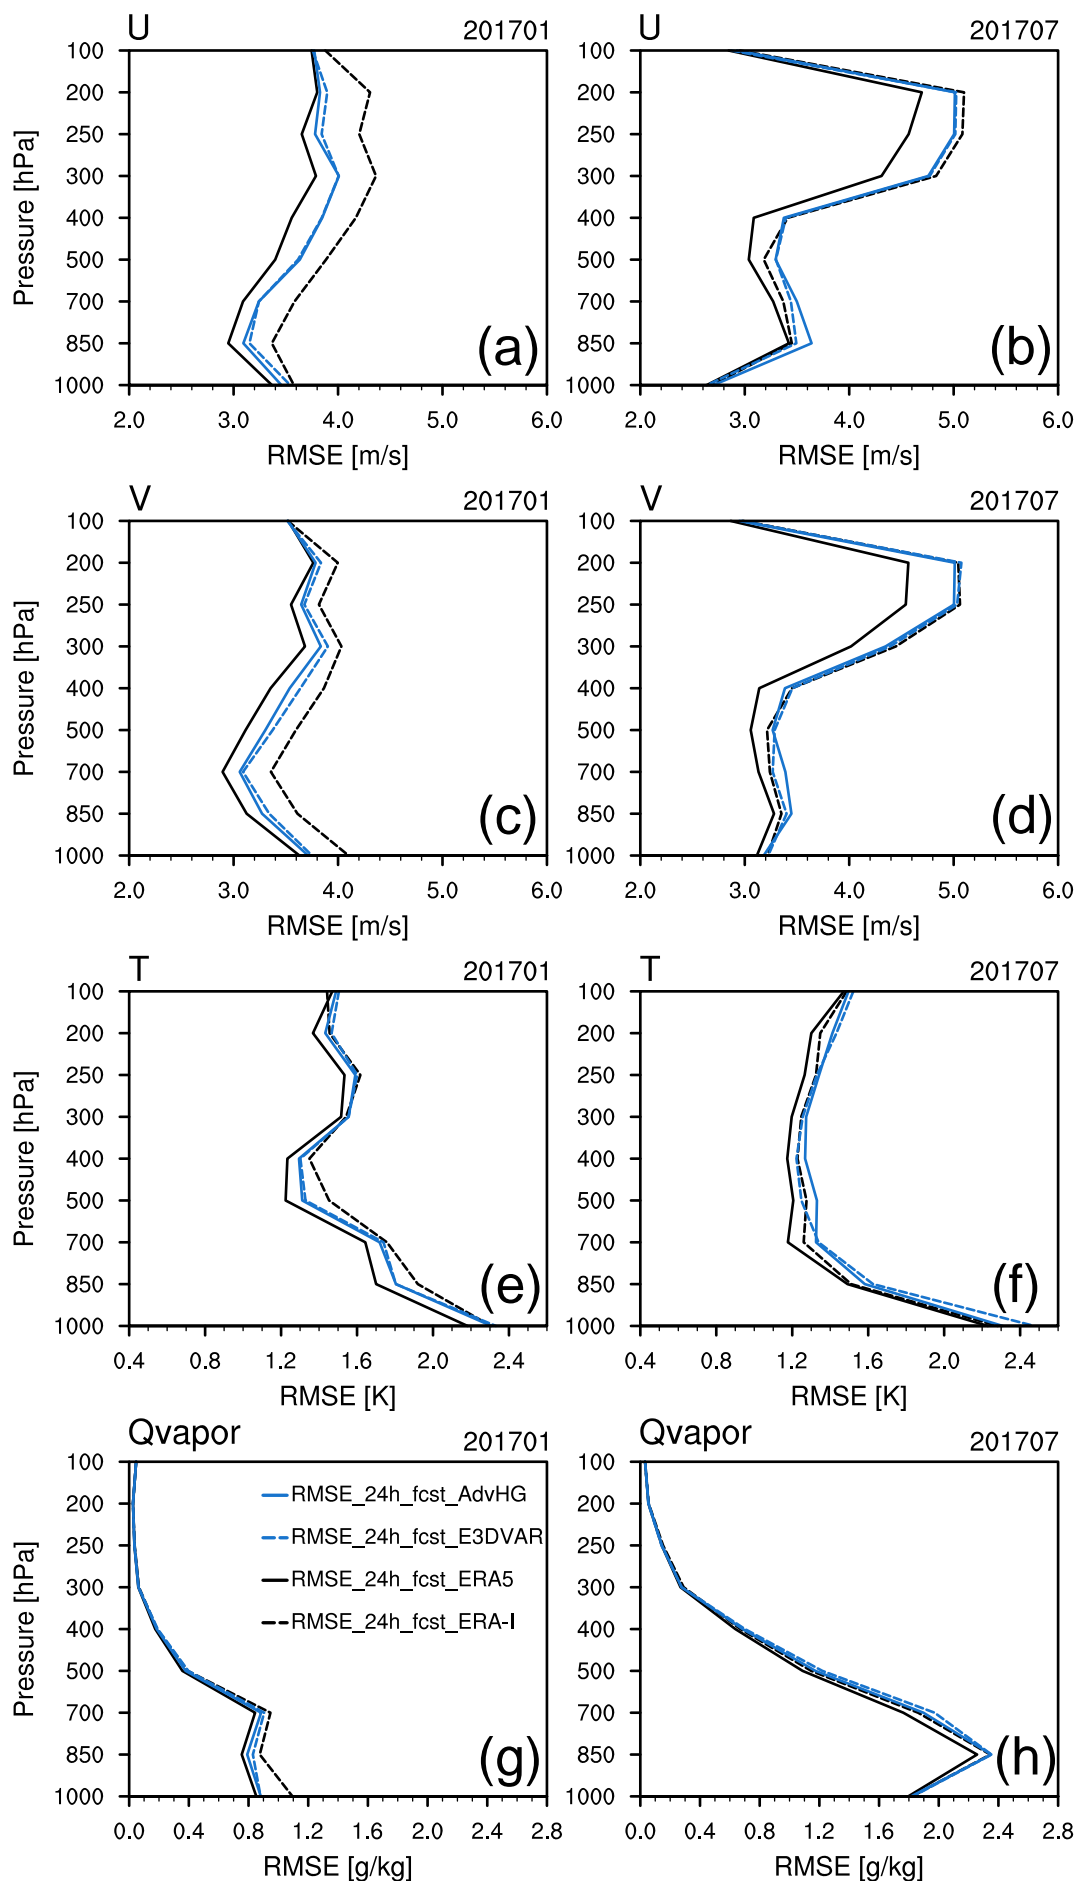 U 201701
100
200
250
300
400
500
700
850
1000
Pressure [hPa]
(a)
2.0 3.0 4.0 5.0 6.0
RMSE [m/s]
U 201707
100
200
250
300
400
500
700
850
1000
Pressure [hPa]
(b)
2.0 3.0 4.0 5.0 6.0
RMSE [m/s]
V 201701
100
200
250
300
400
500
700
850
1000
Pressure [hPa]
(c)
2.0 3.0 4.0 5.0 6.0
RMSE [m/s]
V 201707
100
200
250
300
400
500
700
850
1000
Pressure [hPa]
(d)
2.0 3.0 4.0 5.0 6.0
RMSE [m/s]
T 201701
100
200
250
300
400
500
700
850
1000
Pressure [hPa]
(e)
0.4 0.8 1.2 1.6 2.0 2.4
RMSE [K]
T 201707
100
200
250
300
400
500
700
850
1000
Pressure [hPa]
(f)
0.4 0.8 1.2 1.6 2.0 2.4
RMSE [K]
Qvapor 201701
100
200
250
300
400
500
700
850
1000
Pressure [hPa]
RMSE_24h_fcst_AdvHG
RMSE_24h_fcst_E3DVAR
RMSE_24h_fcst_ERA5
RMSE_24h_fcst_ERA-I
(g)
0.0 0.4 0.8 1.2 1.6 2.0 2.4 2.8
RMSE [g/kg]
Qvapor 201707
100
200
250
300
400
500
700
850
1000
Pressure [hPa]
(h)
0.0 0.4 0.8 1.2 1.6 2.0 2.4 2.8
RMSE [g/kg]